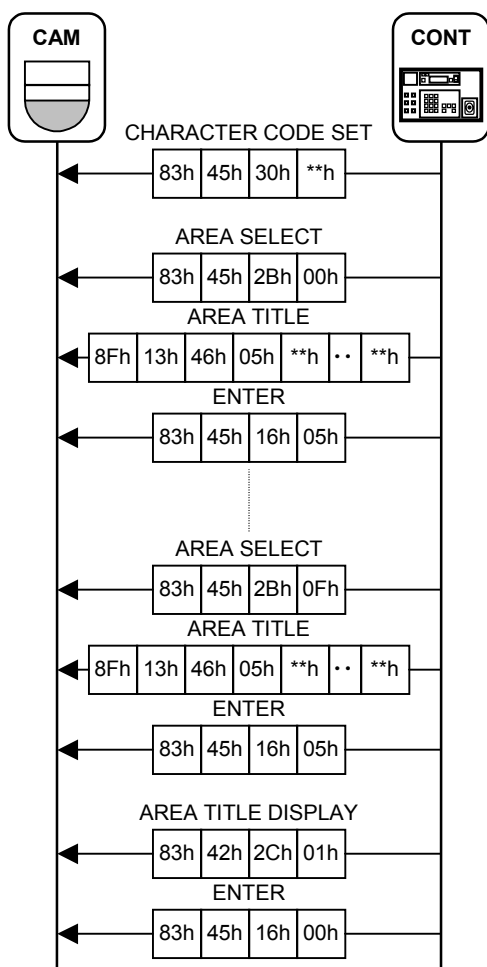 CAM CONT
CHARACTER CODE SET
83h 45h 30h **h
AREA SELECT
83h 45h 2Bh 00h
AREA TITLE
8Fh 13h 46h 05h **h ･･ **h
ENTER
83h 45h 16h 05h
AREA SELECT
83h 45h 2Bh 0Fh
AREA TITLE
8Fh 13h 46h 05h **h ･･ **h
ENTER
83h 45h 16h 05h
AREA TITLE DISPLAY
83h 42h 2Ch 01h
ENTER
83h 45h 16h 00h